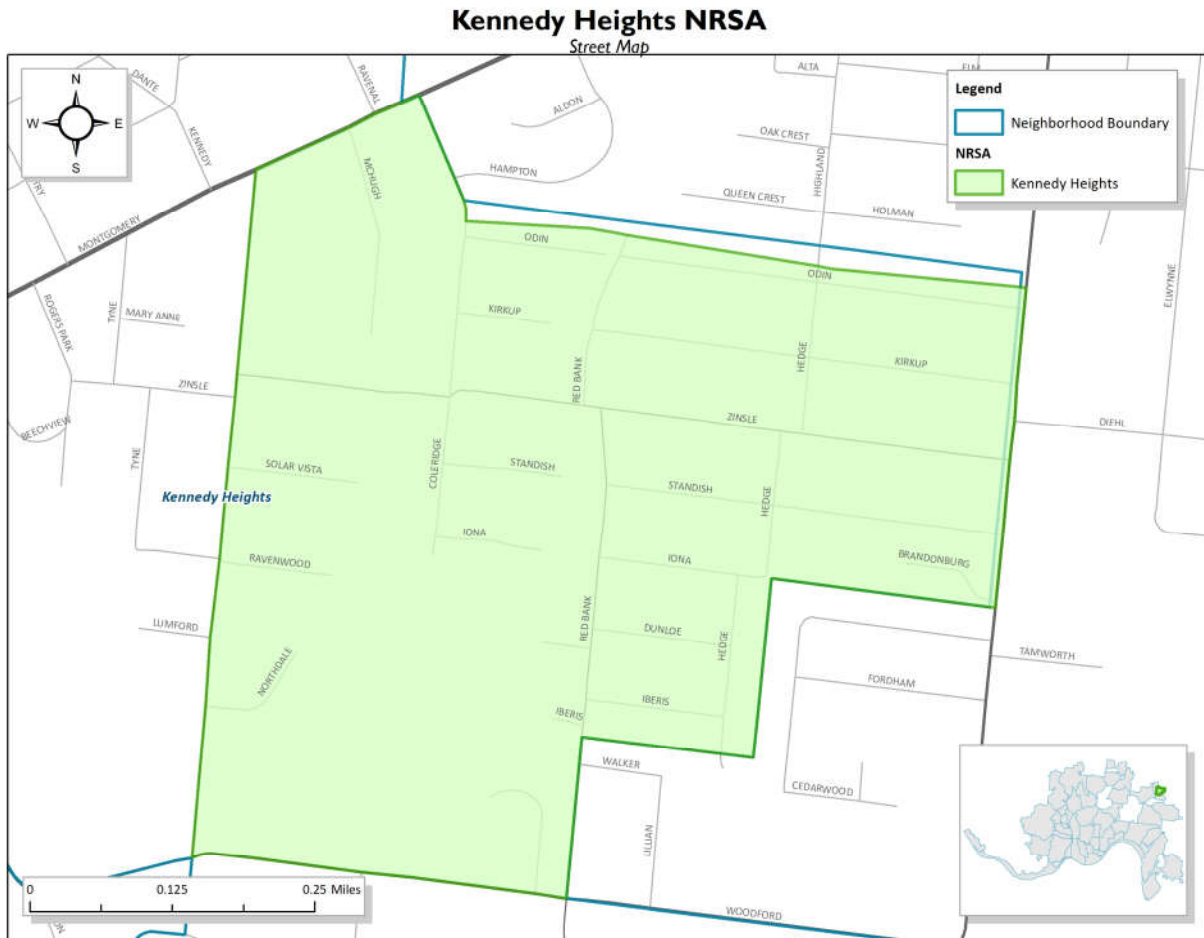 Kennedy Heights NRSA
Street Map
N
W E
S
Legend
Neighborhood Boundary
NRSA
Kennedy Heights
DANTE
KENNEDY
RAVENAL
ALDON
ALTA
OAK CREST
HAMPTON
HIGHLAND
QUEEN CREST
HOLMAN
MCHUGH
MONTGOMERY
ODIN
ODIN
ELWYNNE
ROGERS PARK
TYNE
MARY ANNE
KIRKUP
KIRKUP
HEDGE
RED BANK
ZINSLE
ZINSLE
DIEHL
BEECHVIEW
TYNE
COLERIDGE
SOLAR VISTA
STANDISH
STANDISH
HEDGE
Kennedy Heights
IONA
IONA
RAVENWOOD
BRANDONBURG
LUMFORD
RED BANK
DUNLOE
HEDGE
TAMWORTH
NORTHDALE
FORDHAM
IBERIS
IBERIS
WALKER
CEDARWOOD
LILLIAN
WOODFORD
0 0.125 0.25 Miles